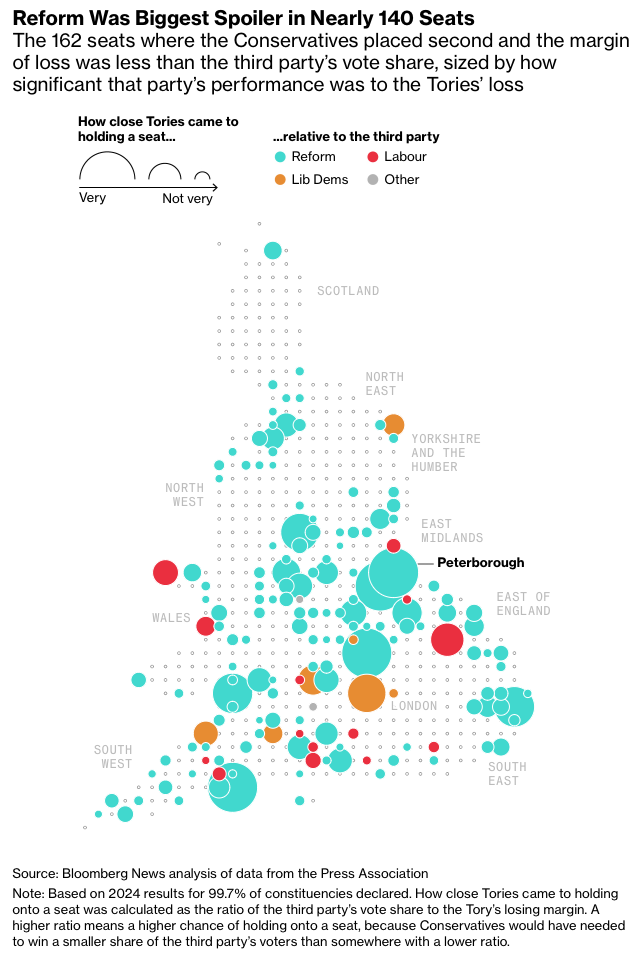 Reform Was Biggest Spoiler in Nearly 140 Seats
The 162 seats where the Conservatives placed second and the margin
of loss was less than the third party's vote share, sized by how
significant that party's performance was to the Tories' loss
How close Tories came to
holding a seat...
...relative to the third party
Reform
Labour
Lib Dems
Other
Very
Not very
SCOTLAND
NORTH
EAST
YORKSHIRE
AND THE
HUMBER
NORTH
WEST
EAST
MIDLANDS
Peterborough
EAST OF
ENGLAND
WALES
LONDON
SOUTH
WEST
SOUTH
EAST
Source: Bloomberg News analysis of data from the Press Association
Note: Based on 2024 results for 99.7% of constituencies declared. How close Tories came to holding
onto a seat was calculated as the ratio of the third party's vote share to the Tory's losing margin. A
higher ratio means a higher chance of holding onto a seat, because Conservatives would have needed
to win a smaller share of the third party's voters than somewhere with a lower ratio.